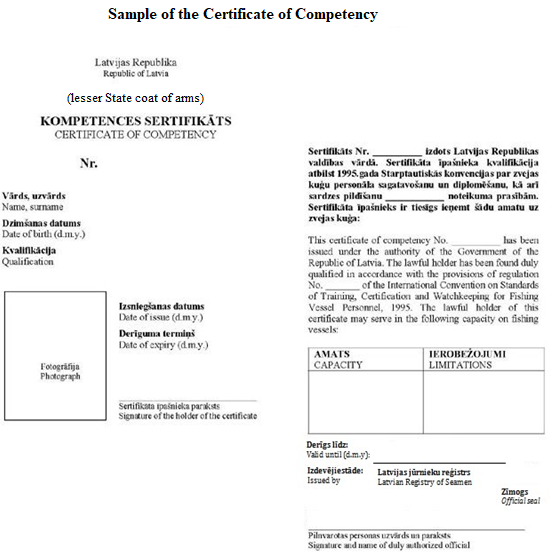 Sample of the Certificate of Competency
Latvijas Republika
Republic of Latvia
(lesser State coat of arms)
KOMPETENCES SERTIFIKĀTS
CERTIFICATE OF COMPETENCY
Nr.
Vārds, uzvārds
Name, surname
Dzimšanas datums
Date of birth (d.m.y.)
Kvalifikācija
Qualification
Fotogrāfija
Photograph
Izsniegšanas datums
Date of issue (d.m.y.)
Derīguma termiņš
Date of expiry (d.m.y.)
Sertifikāta īpašnieka paraksts
Signature of the holder of the certificate
Sertifikāts Nr. __________ izdots Latvijas Republikas
valdības vārdā. Sertifikāta īpašnieka kvalifikācija
atbilst 1995.gada Starptautiskās konvencijas par zvejas
kuģu personāla sagatavošanu un diplomēšanu, kā arī
sardzes pildīšanu __________ noteikuma prasībām.
Sertifikāta īpašnieks ir tiesīgs ieņemt šādu amatu uz
zvejas kuģa:
This certificate of competency No. __________ has been
issued under the authority of the Government of the
Republic of Latvia. The lawful holder has been found duly
qualified in accordance with the provisions of regulation
No. _______ of the International Convention on Standards
of Training, Certification and Watchkeeping for Fishing
Vessel Personnel, 1995. The lawful holder of this
certificate may serve in the following capacity on fishing
vessels:
AMATS IEROBEŽOJUMI
CAPACITY LIMITATIONS
Derīgs līdz:
Valid until (d.m.y):
Izdevējiestāde: Latvijas jūrnieku reģistrs
Issued by Latvian Registry of Seamen
Zīmogs
Official seal
Pilnvarotas personas uzvārds un paraksts
Signature and name of duly authorized official